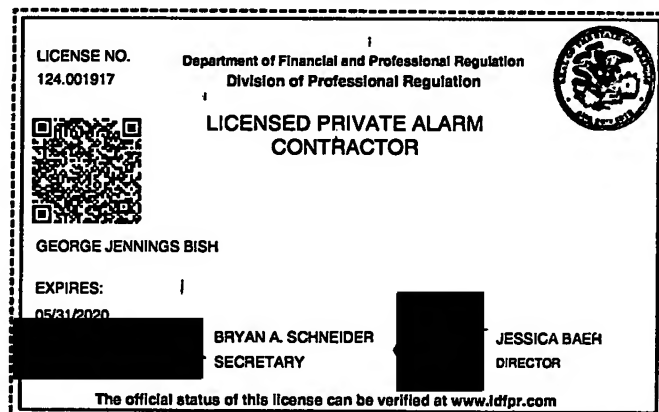 LICENSE NO.
124.001917
Department of Financial and Professional Regulation
Division of Professional Regulation
LICENSED PRIVATE ALARM
CONTRACTOR
GEORGE JENNINGS BISH
EXPIRES:
05/31/2020
BRYAN A. SCHNEIDER
SECRETARY
JESSICA BAER
DIRECTOR
The official status of this license can be verified at www.idfpr.com